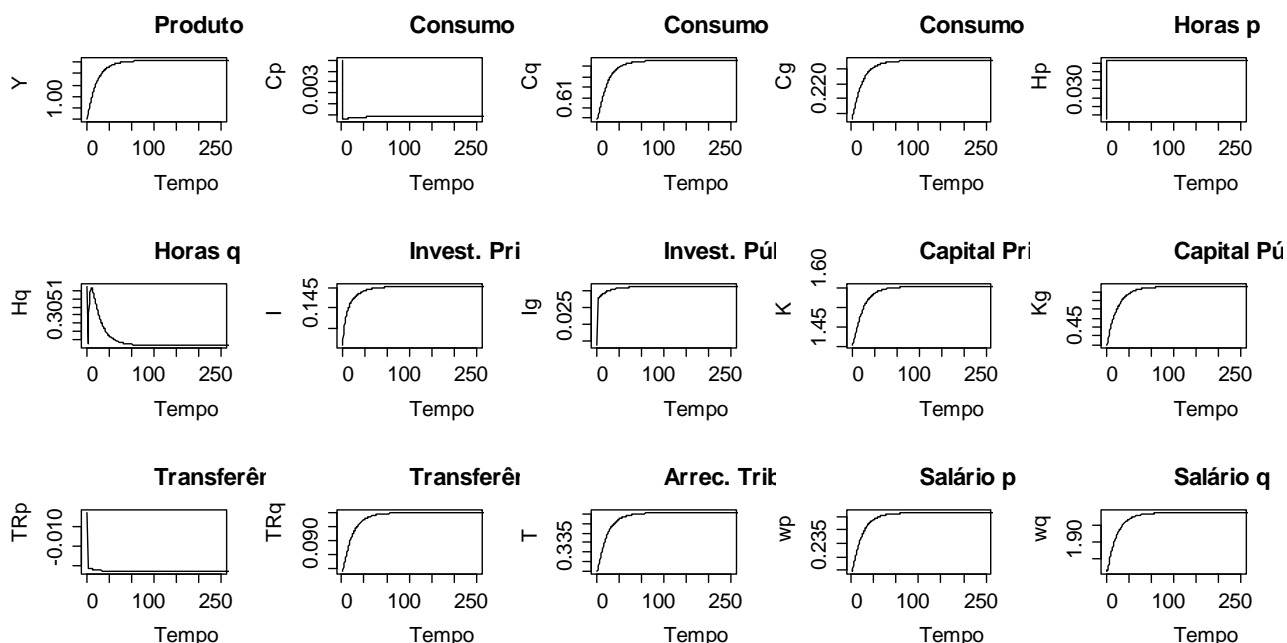 Produto
Consumo
Consumo
Consumo
Horas p
Y
1.00
Cp
0.003
Cq
0.61
Cg
0.220
Hp
0.030
0 100 250
0 100 250
0 100 250
0 100 250
0 100 250
Tempo
Tempo
Tempo
Tempo
Tempo
Horas q
Invest. Pri
Invest. Púl
Capital Pri
Capital Pú
Hq
0.3051
I
0.145
Ig
0.025
K
1.45 1.60
Kg
0.45
0 100 250
0 100 250
0 100 250
0 100 250
0 100 250
Tempo
Tempo
Tempo
Tempo
Tempo
Transferêr
Transferêr
Arrec. Trib
Salário p
Salário q
TRp
-0.010
TRq
0.090
T
0.335
wp
0.235
wq
1.90
0 100 250
0 100 250
0 100 250
0 100 250
0 100 250
Tempo
Tempo
Tempo
Tempo
Tempo